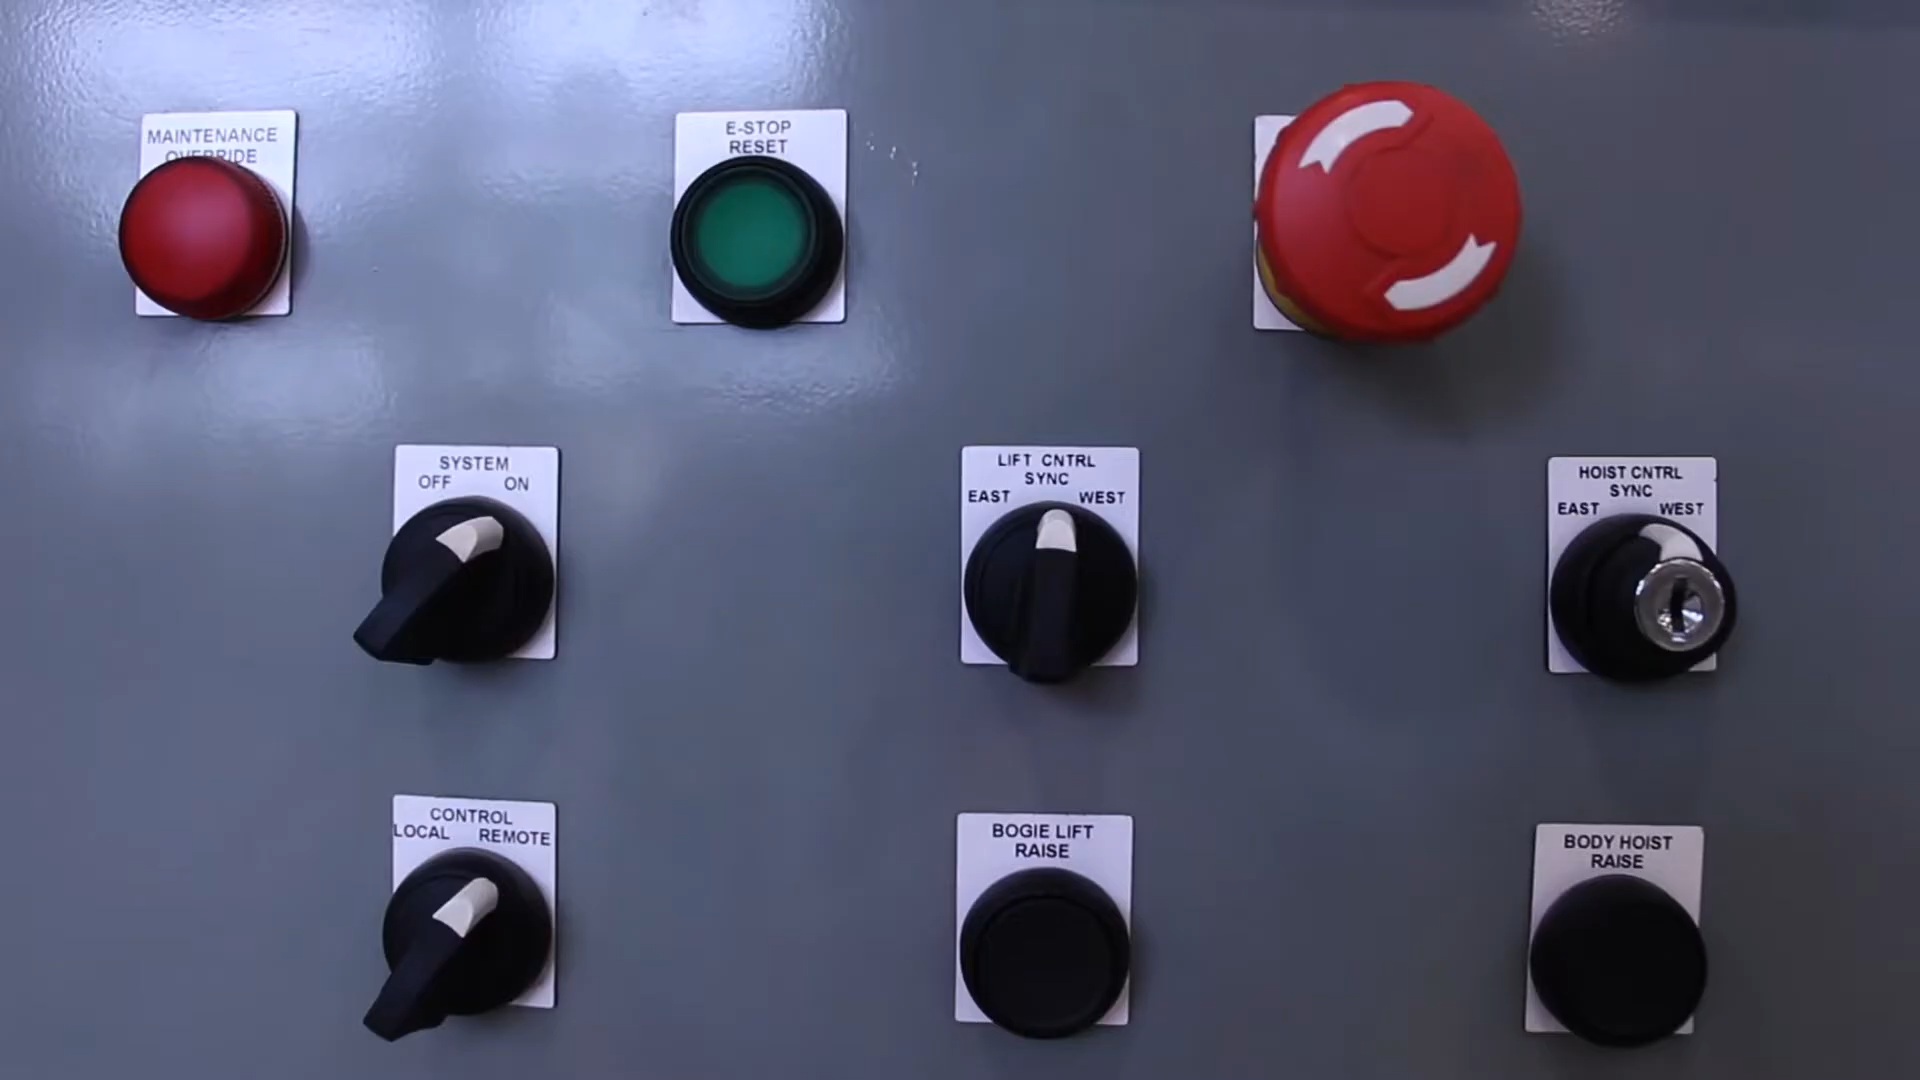 MAINTENANCE
OVERRIDE
E-STOP
RESET
SYSTEM
OFF ON
LIFT CNTRL
SYNC
EAST WEST
HOIST CNTRL
SYNC
EAST WEST
CONTROL
LOCAL REMOTE
BOGIE LIFT
RAISE
BODY HOIST
RAISE